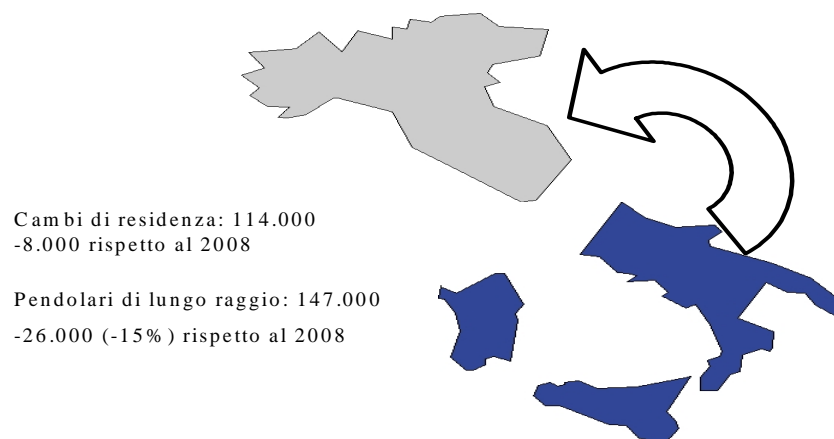 Cambi di residenza: 114.000
-8.000 rispetto al 2008
Pendolari di lungo raggio: 147.000
-26.000 (-15%) rispetto al 2008